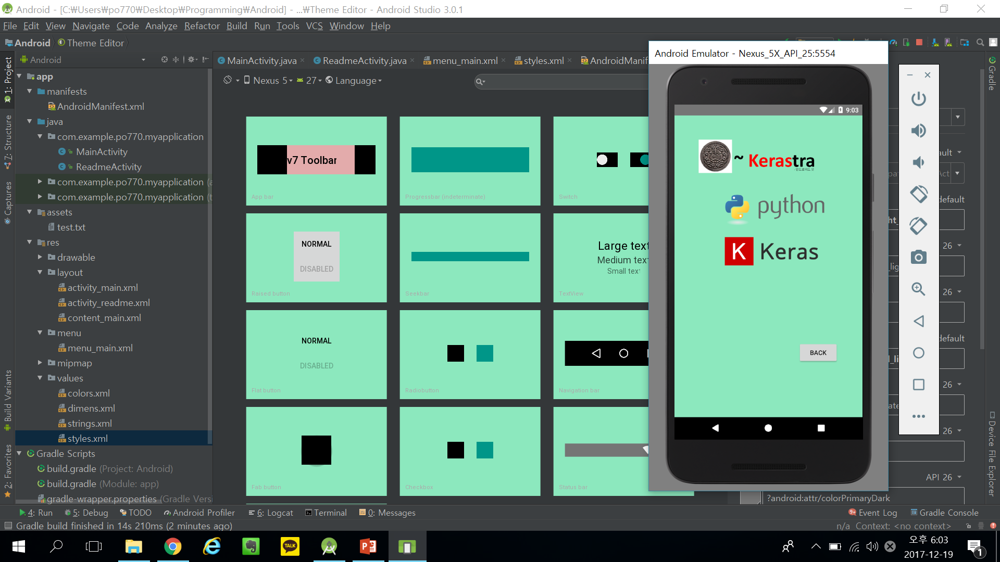 Android - [C:₩Users₩po770₩Desktop₩Programming₩Android] - ...₩Theme Editor - Android Studio 3.0.1
File Edit View Navigate Code Analyze Refactor Build Run Tools VCS Window Help
Android Theme Editor
Android
MainActivity.java ReadmeActivity.java menu_main.xml styles.xml AndroidManif
Nexus 5 27 Language
1: Project
7: Structure
Captures
Build Variants
2: Favorites
app
manifests
AndroidManifest.xml
java
com.example.po770.myapplication
MainActivity
ReadmeActivity
com.example.po770.myapplication (a
com.example.po770.myapplication (t
assets
test.txt
res
drawable
layout
activity_main.xml
activity_readme.xml
content_main.xml
menu
menu_main.xml
mipmap
values
colors.xml
dimens.xml
strings.xml
styles.xml
Gradle Scripts
build.gradle (Project: Android)
build.gradle (Module: app)
gradle-wrapper.properties (Gradle Versi
v7 Toolbar
App bar
Progressbar (indeterminate)
Switch
NORMAL
DISABLED
Raised button
Seekbar
Large text
Medium text
Small text
TextView
NORMAL
DISABLED
Flat button
Radiobutton
Navigation bar
Fab button
Checkbox
Status bar
Android Emulator - Nexus_5X_API_25:5554
9:03
~ Kerastra
python
K Keras
BACK
ault
Act
default
ht_
26
_lig
26
default
l_li
26
ate
26
API 26
?android:attr/colorPrimaryDark
Gradle
Device File Explorer
4: Run 5: Debug TODO Android Profiler 6: Logcat Terminal 0: Messages
Event Log Gradle Console
Gradle build finished in 14s 210ms (2 minutes ago)
n/a Context: <no context>
TALK
오후 6:03
2017-12-19
1